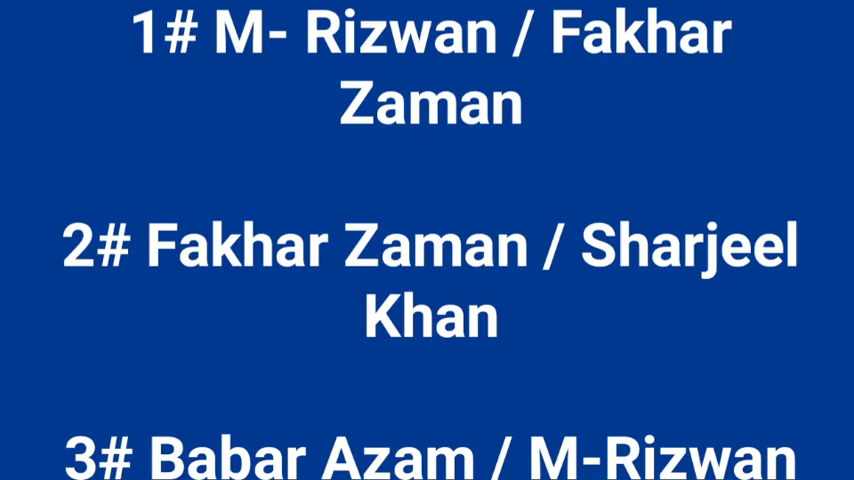 1# M- Rizwan / Fakhar
Zaman
2# Fakhar Zaman / Sharjeel
Khan
3# Babar Azam / M-Rizwan